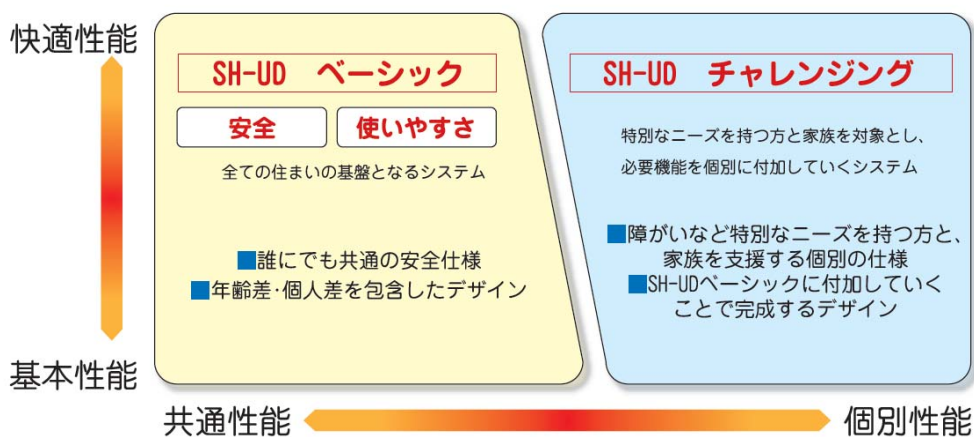 快適性能
基本性能
SH-UD ベーシック
安全
使いやすさ
全ての住まいの基盤となるシステム
■誰にでも共通の安全仕様
■年齢差・個人差を包含したデザイン
SH-UD チャレンジング
特別なニーズを持つ方と家族を対象とし、
必要機能を個別に付加していくシステム
■障がいなど特別なニーズを持つ方と、
家族を支援する個別の仕様
■SH-UDベーシックに付加していく
ことで完成するデザイン
共通性能
個別性能